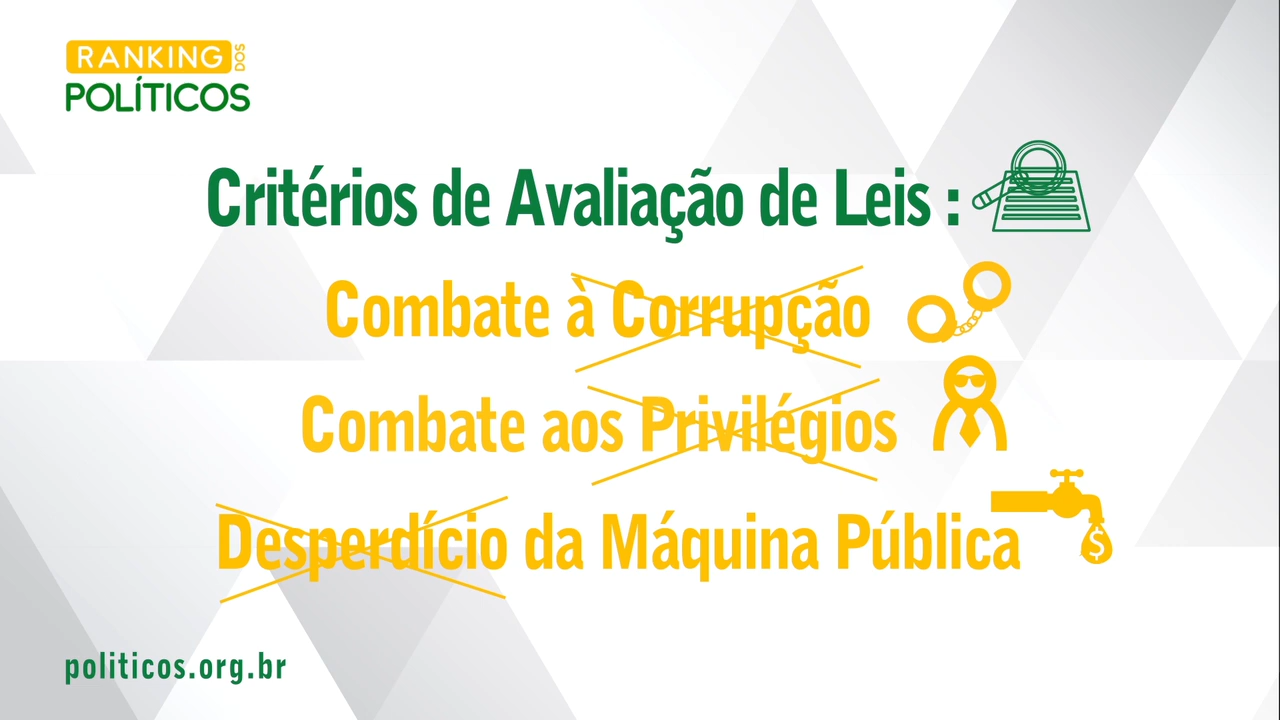 RANKING DOS
POLÍTICOS
Critérios de Avaliação de Leis :
Combate à Corrupção
Combate aos Privilégios
Desperdício da Máquina Pública
$
politicos.org.br